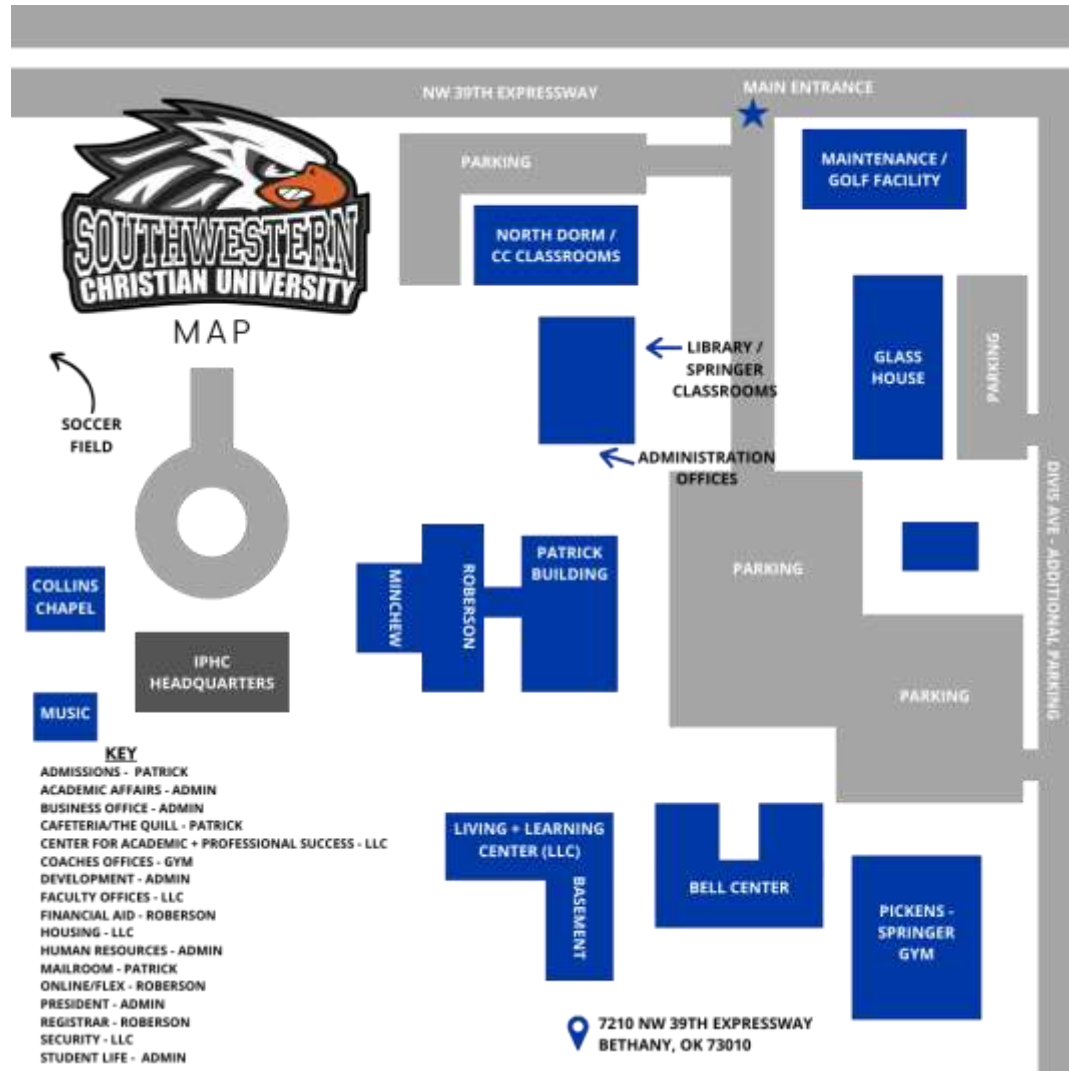 NW 39TH EXPRESSWAY
MAIN ENTRANCE
PARKING
MAINTENANCE /
GOLF FACILITY
SOUTHWESTERN
CHRISTIAN UNIVERSITY
MAP
NORTH DORM /
CC CLASSROOMS
LIBRARY /
SPRINGER
CLASSROOMS
GLASS
HOUSE
PARKING
SOCCER
FIELD
ADMINISTRATION
OFFICES
DIVIS AVE - ADDITIONAL PARKING
COLLINS
CHAPEL
MINCHEW
ROBERSON
PATRICK
BUILDING
PARKING
IPHC
HEADQUARTERS
PARKING
MUSIC
KEY
ADMISSIONS - PATRICK
ACADEMIC AFFAIRS - ADMIN
BUSINESS OFFICE - ADMIN
CAFETERIA/THE QUILL - PATRICK
CENTER FOR ACADEMIC + PROFESSIONAL SUCCESS - LLC
COACHES OFFICES - GYM
DEVELOPMENT - ADMIN
FACULTY OFFICES - LLC
FINANCIAL AID - ROBERSON
HOUSING - LLC
HUMAN RESOURCES - ADMIN
MAILROOM - PATRICK
ONLINE/FLEX - ROBERSON
PRESIDENT - ADMIN
REGISTRAR - ROBERSON
SECURITY - LLC
STUDENT LIFE - ADMIN
LIVING + LEARNING
CENTER (LLC)
BASEMENT
BELL CENTER
PICKENS -
SPRINGER
GYM
7210 NW 39TH EXPRESSWAY
BETHANY, OK 73010